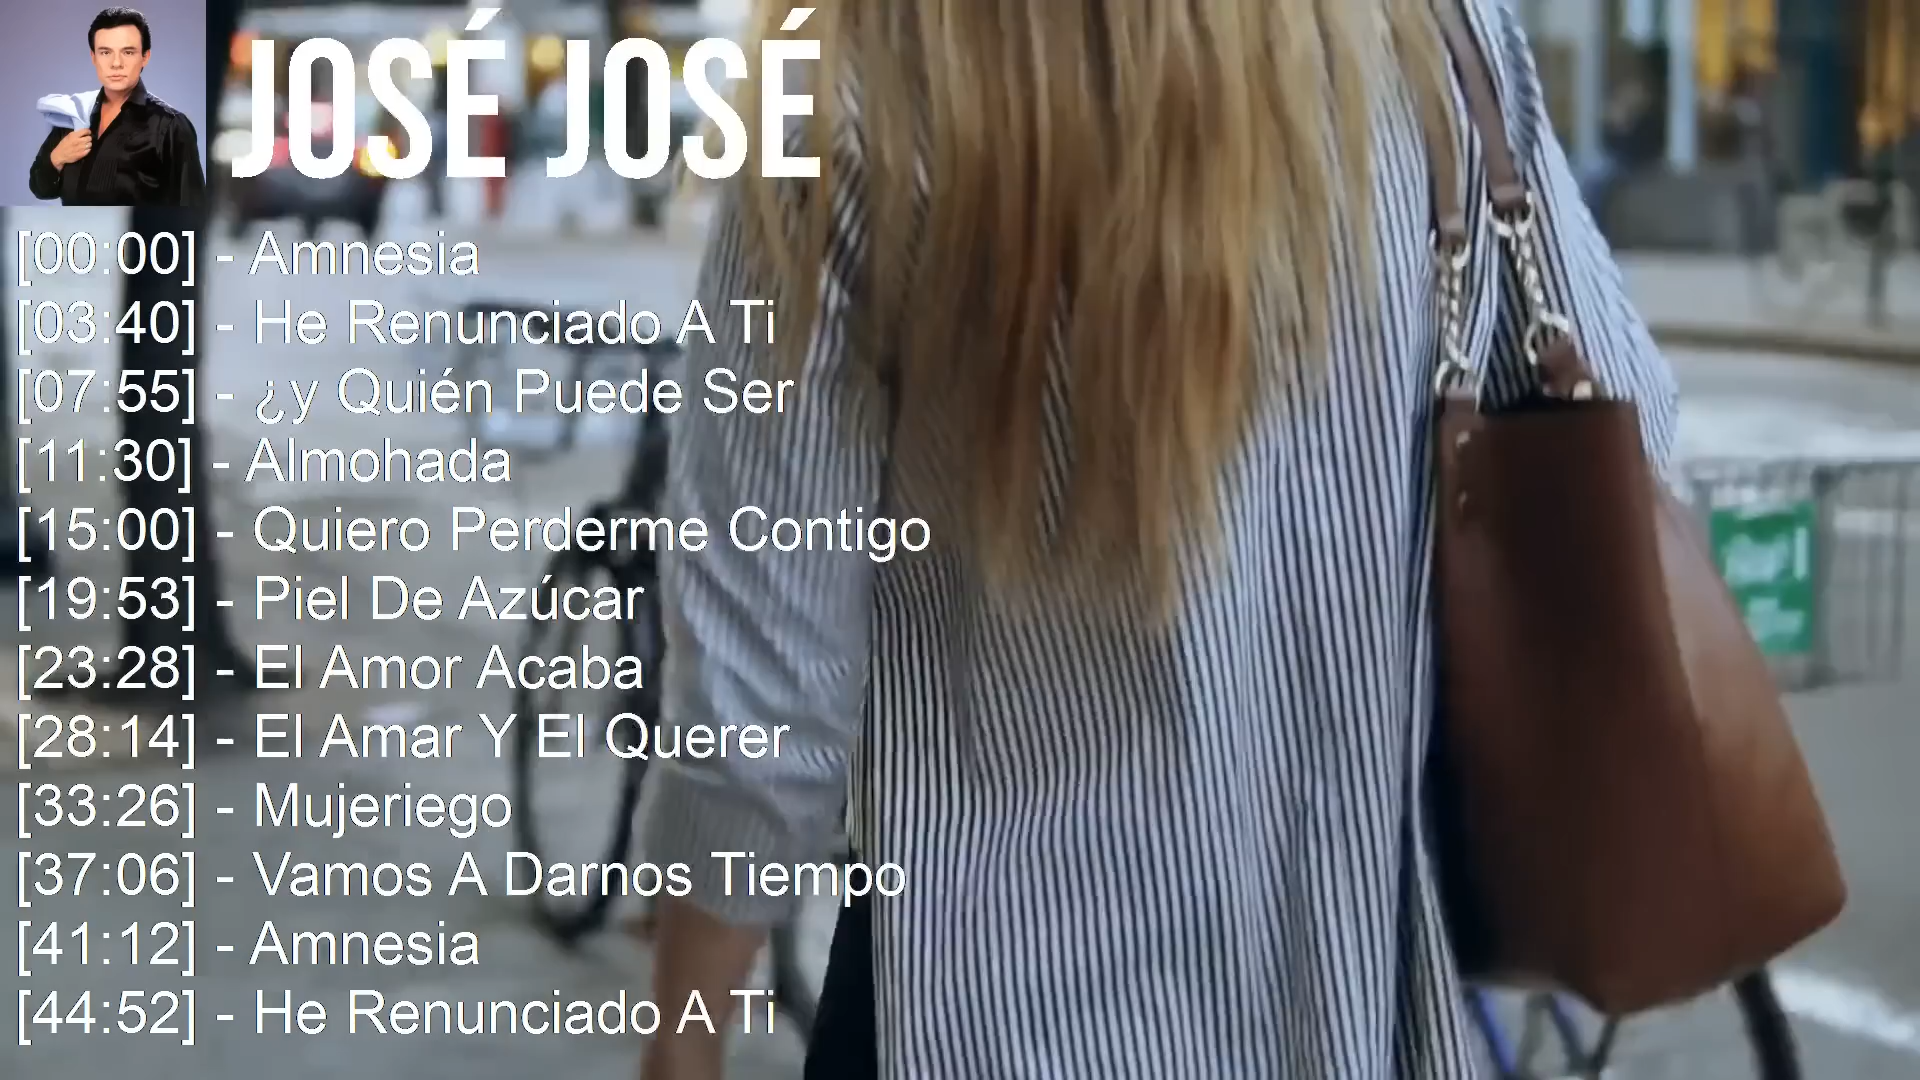 JOSÉ JOSÉ
[00:00] - Amnesia
[03:40] - He Renunciado A Ti
[07:55] - ¿y Quién Puede Ser
[11:30] - Almohada
[15:00] - Quiero Perderme Contigo
[19:53] - Piel De Azúcar
[23:28] - El Amor Acaba
[28:14] - El Amar Y El Querer
[33:26] - Mujeriego
[37:06] - Vamos A Darnos Tiempo
[41:12] - Amnesia
[44:52] - He Renunciado A Ti